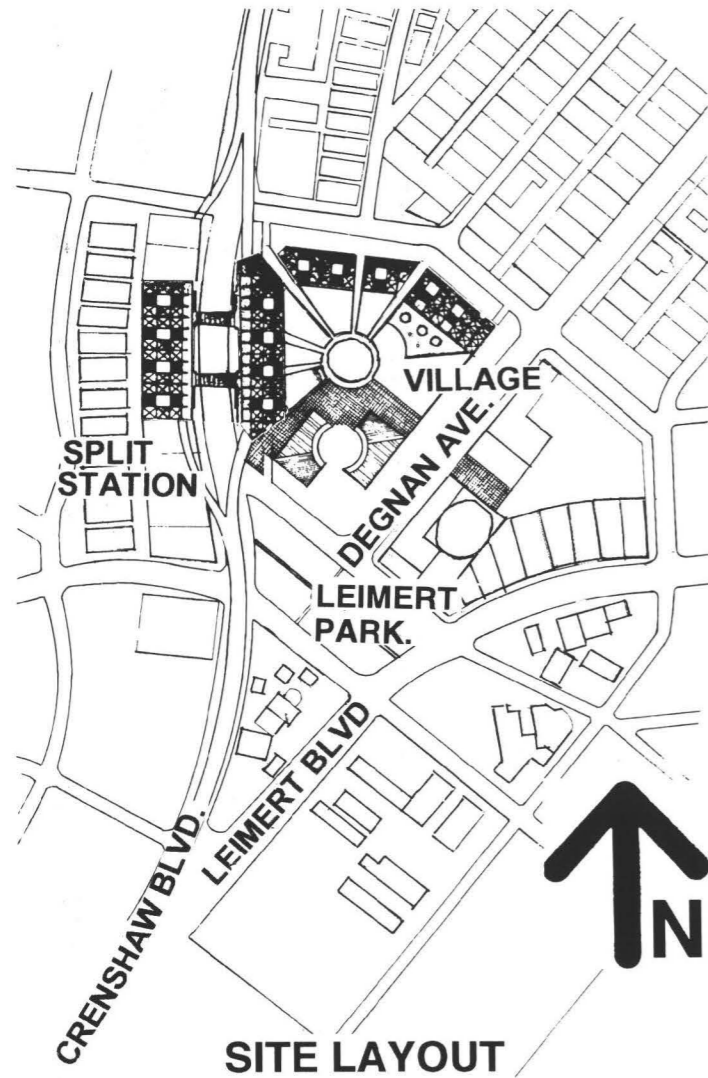 VILLAGE
SPLIT
STATION
DEGNAN AVE.
LEIMERT
PARK.
LEIMERT BLVD
CRENSHAW BLVD.
N
SITE LAYOUT